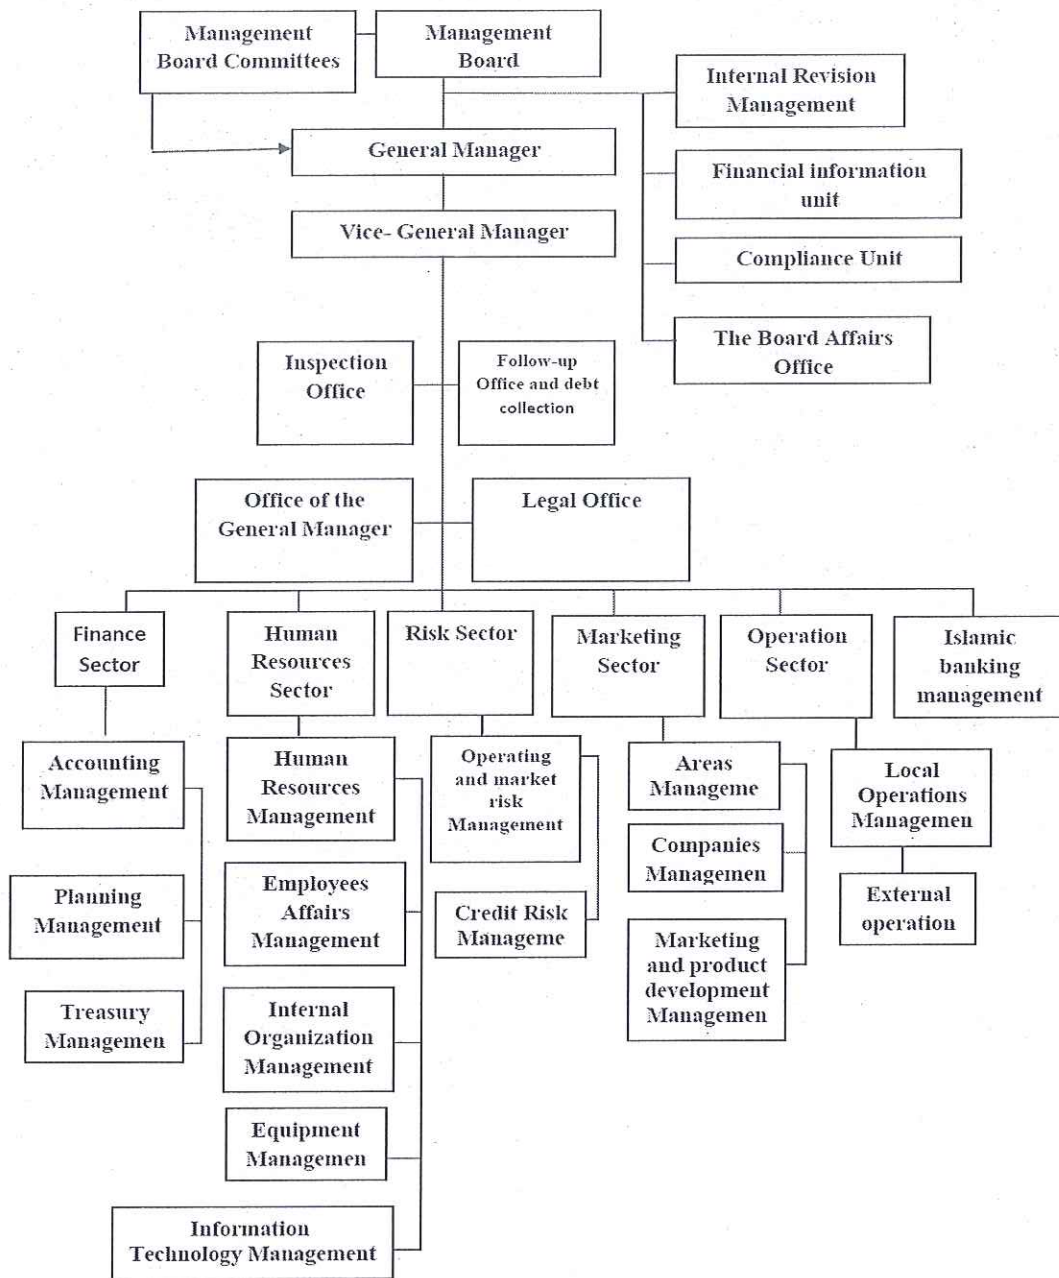 Management
Board Committees
Management
Board
Internal Revision
Management
General Manager
Financial information
unit
Vice- General Manager
Compliance Unit
The Board Affairs
Office
Inspection
Office
Follow-up
Office and debt
collection
Office of the
General Manager
Legal Office
Finance
Sector
Human
Resources
Sector
Risk Sector
Marketing
Sector
Operation
Sector
Islamic
banking
management
Accounting
Management
Human
Resources
Management
Operating
and market
risk
Management
Areas
Manageme
Local
Operations
Managemen
Companies
Managemen
Planning
Management
Employees
Affairs
Management
Credit Risk
Manageme
External
operation
Marketing
and product
development
Managemen
Treasury
Managemen
Internal
Organization
Management
Equipment
Managemen
Information
Technology Management